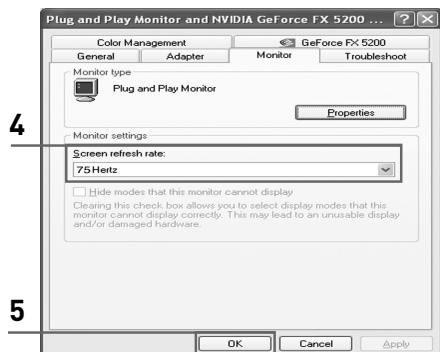 Plug and Play Monitor and NVIDIA GeForce FX 5200 ...
Color Management
GeForce FX 5200
General
Adapter
Monitor
Troubleshoot
Monitor type
Plug and Play Monitor
Properties
4
Monitor settings
Screen refresh rate:
75 Hertz
Hide modes that this monitor cannot display
Clearing this check box allows you to select display modes that this
monitor cannot display correctly. This may lead to an unusable display
and/or damaged hardware.
5
OK
Cancel
Apply